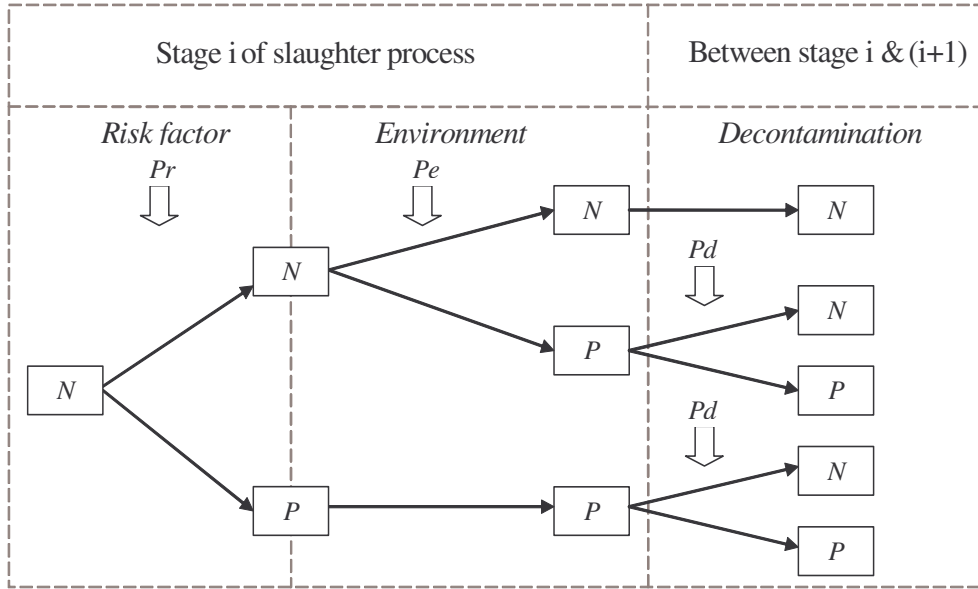 Stage i of slaughter process
Between stage i & (i+1)
Risk factor
Environment
Decontamination
Pr
Pe
N
N
Pd
N
N
P
N
P
Pd
N
P
P
P